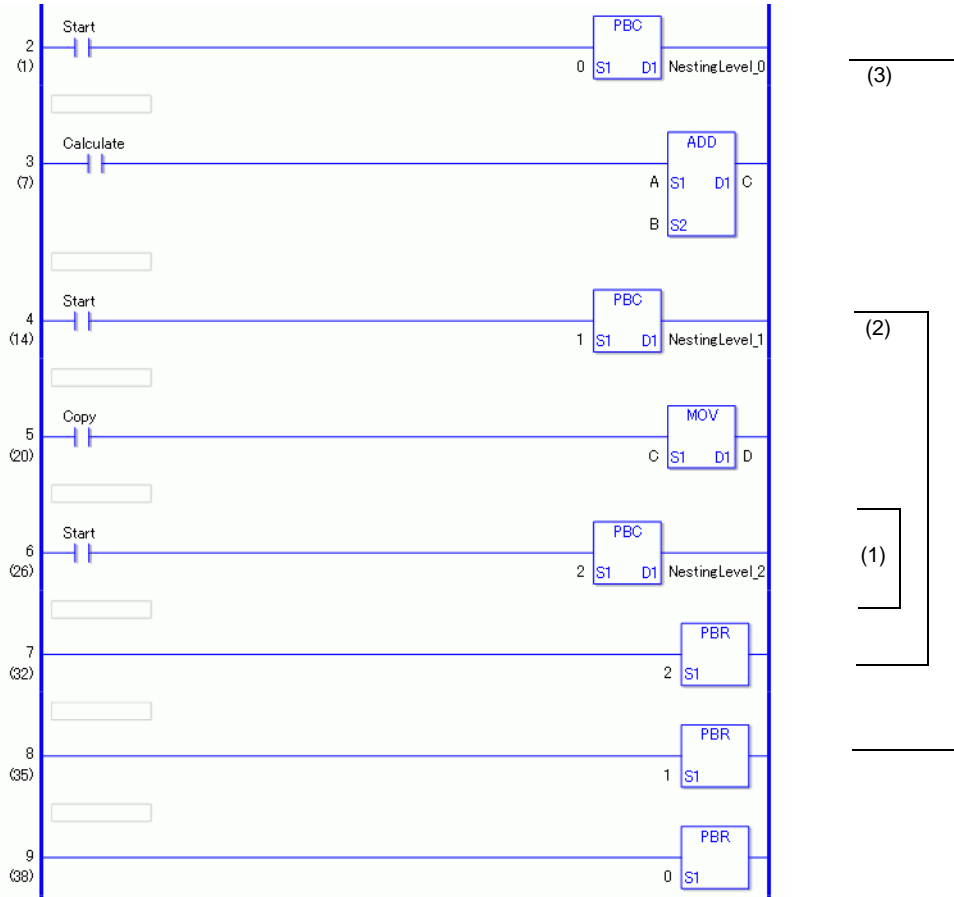 Start
PBC
2
(1)
0 S1 D1 NestingLevel_0
(3)
Calculate
ADD
3
(7)
A S1 D1 C
B S2
Start
PBC
4
(14)
1 S1 D1 NestingLevel_1
(2)
Copy
MOV
5
(20)
C S1 D1 D
Start
PBC
6
(26)
2 S1 D1 NestingLevel_2
(1)
PBR
7
(32)
2 S1
PBR
8
(35)
1 S1
PBR
9
(38)
0 S1